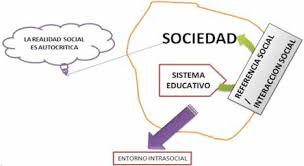 LA REALIDAD SOCIAL
ES AUTOCRITICA
SOCIEDAD
SISTEMA
EDUCATIVO
REFERENCIA SOCIAL
/
INTERACCION SOCIAL
ENTORNO INTRASOCIAL